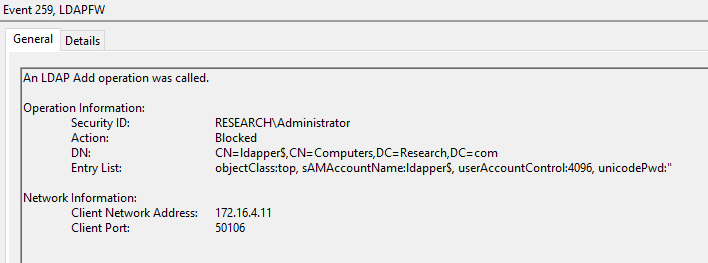 Event 259, LDAPFW
General Details
An LDAP Add operation was called.
Operation Information:
Security ID: RESEARCH\Administrator
Action: Blocked
DN: CN=ldapper$,CN=Computers,DC=Research,DC=com
Entry List: objectClass:top, sAMAccountName:ldapper$, userAccountControl:4096, unicodePwd:"
Network Information:
Client Network Address: 172.16.4.11
Client Port: 50106